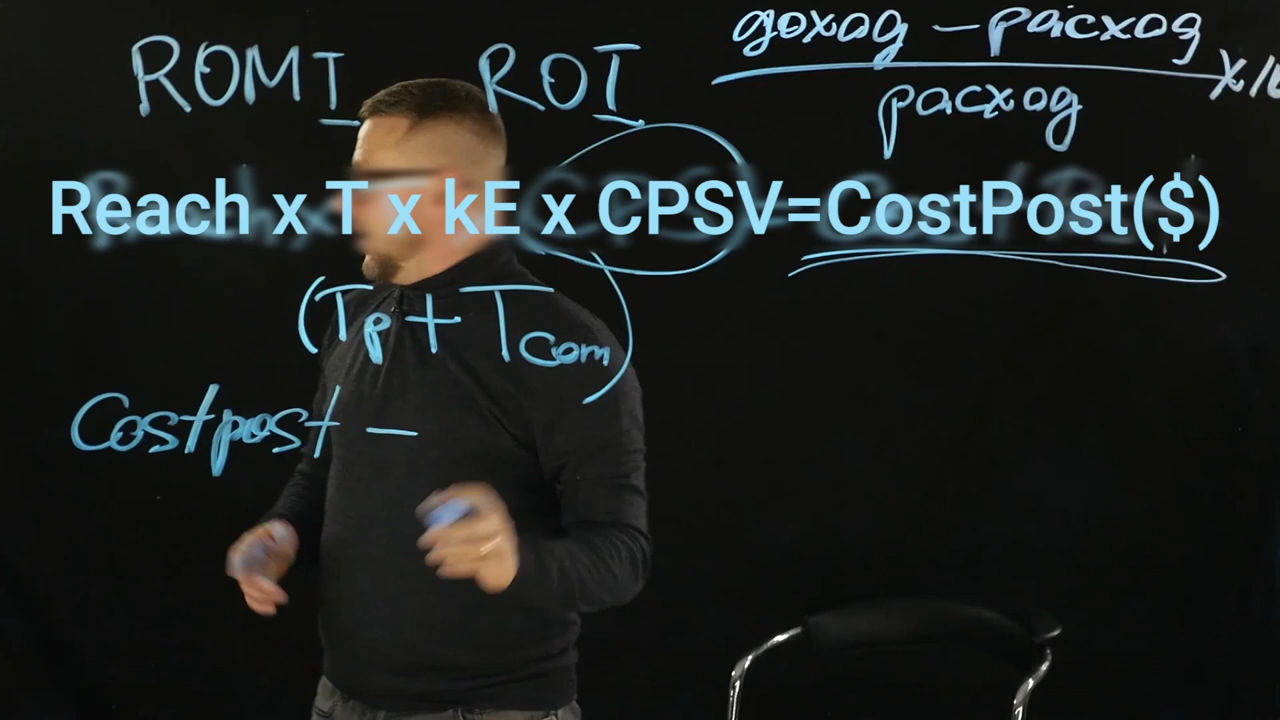 ROMI ROI
доход – расход
расход
Reach x T x kE x CPSV=CostPost($)
(Tp + Tcom)
Costpost –